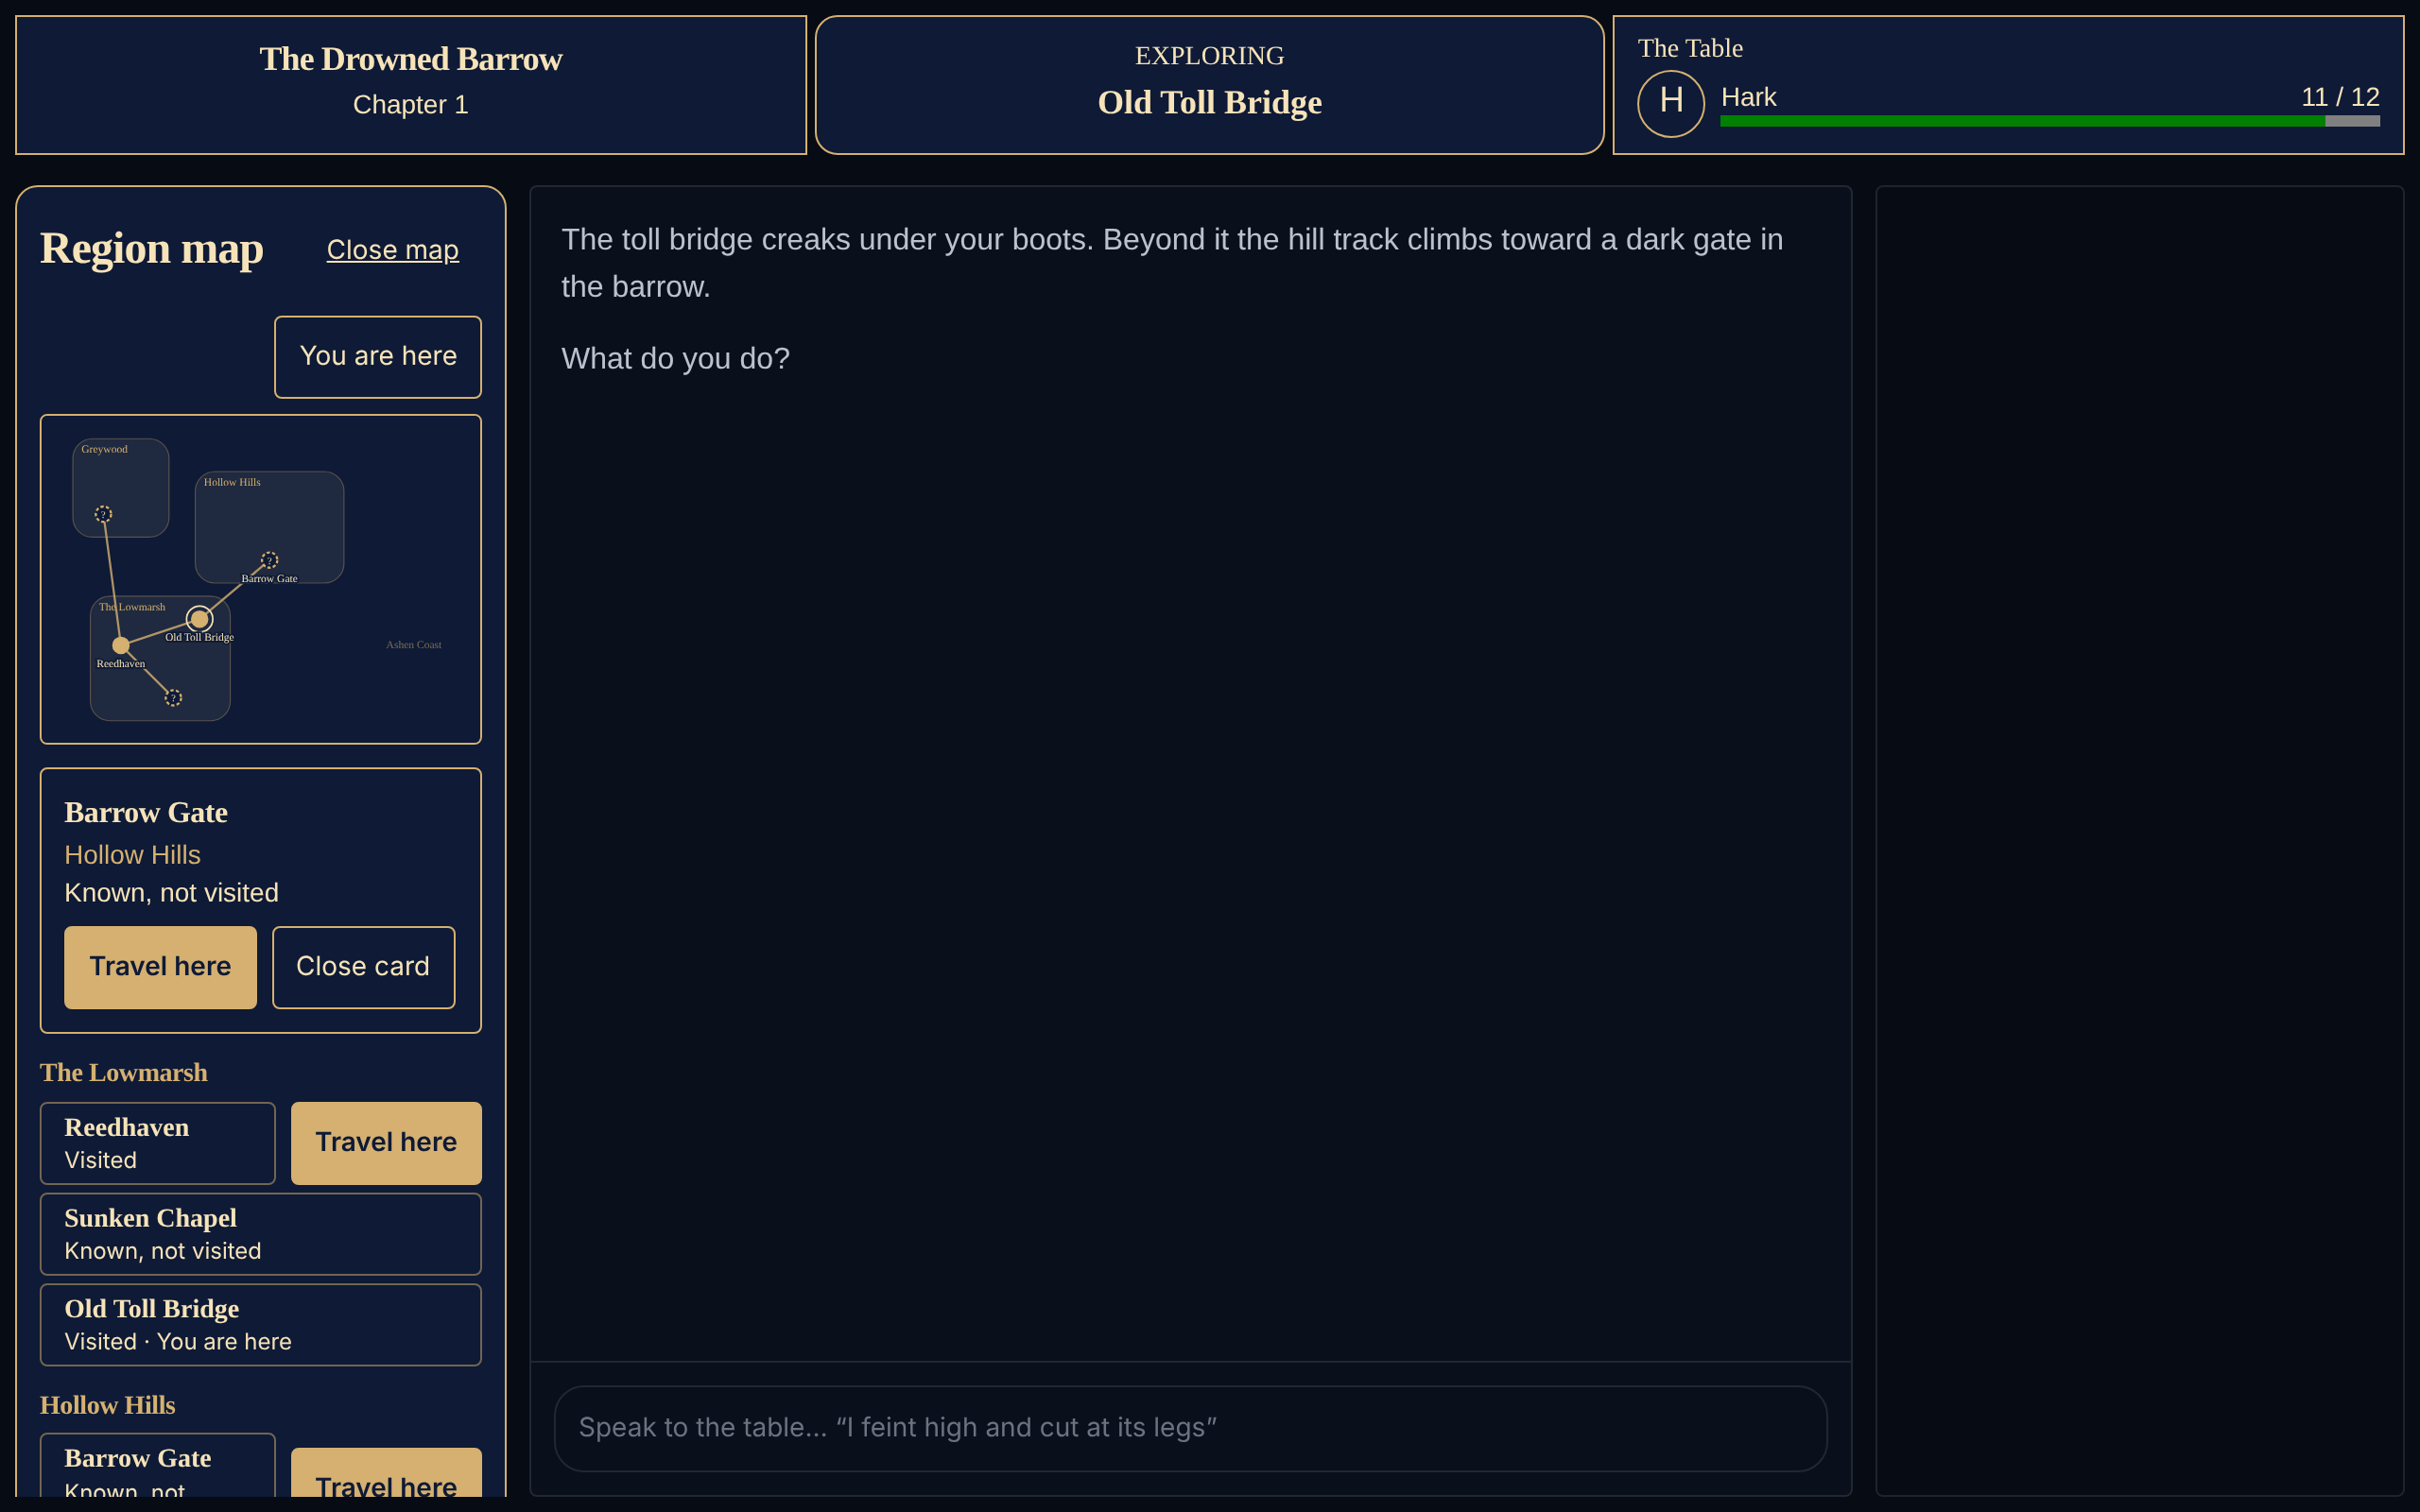 The Drowned Barrow
Chapter 1
EXPLORING
Old Toll Bridge
The Table
H
Hark
11 / 12
Region map
Close map
You are here
Greywood
?
Hollow Hills
?
Barrow Gate
The Lowmarsh
Old Toll Bridge
Reedhaven
?
Ashen Coast
Barrow Gate
Hollow Hills
Known, not visited
Travel here
Close card
The Lowmarsh
Reedhaven
Visited
Travel here
Sunken Chapel
Known, not visited
Old Toll Bridge
Visited · You are here
Hollow Hills
Barrow Gate
Known, not
Travel here
The toll bridge creaks under your boots. Beyond it the hill track climbs toward a dark gate in
the barrow.
What do you do?
Speak to the table... “I feint high and cut at its legs”